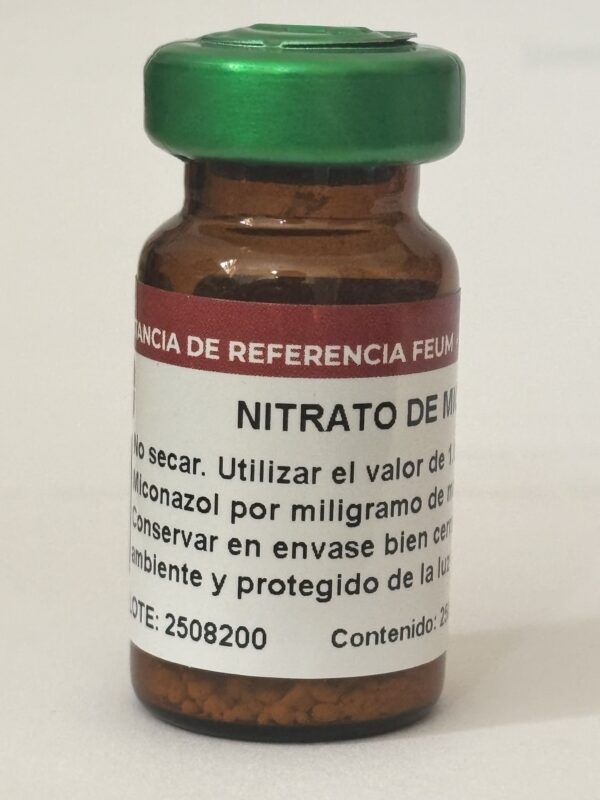 TANCIA DE REFERENCIA FEUM -
NITRATO DE MI
No secar. Utilizar el valor de 1.
Miconazol por miligramo de m
Conservar en envase bien cer
ambiente y protegido de la luz
LOTE: 2508200 Contenido: 25